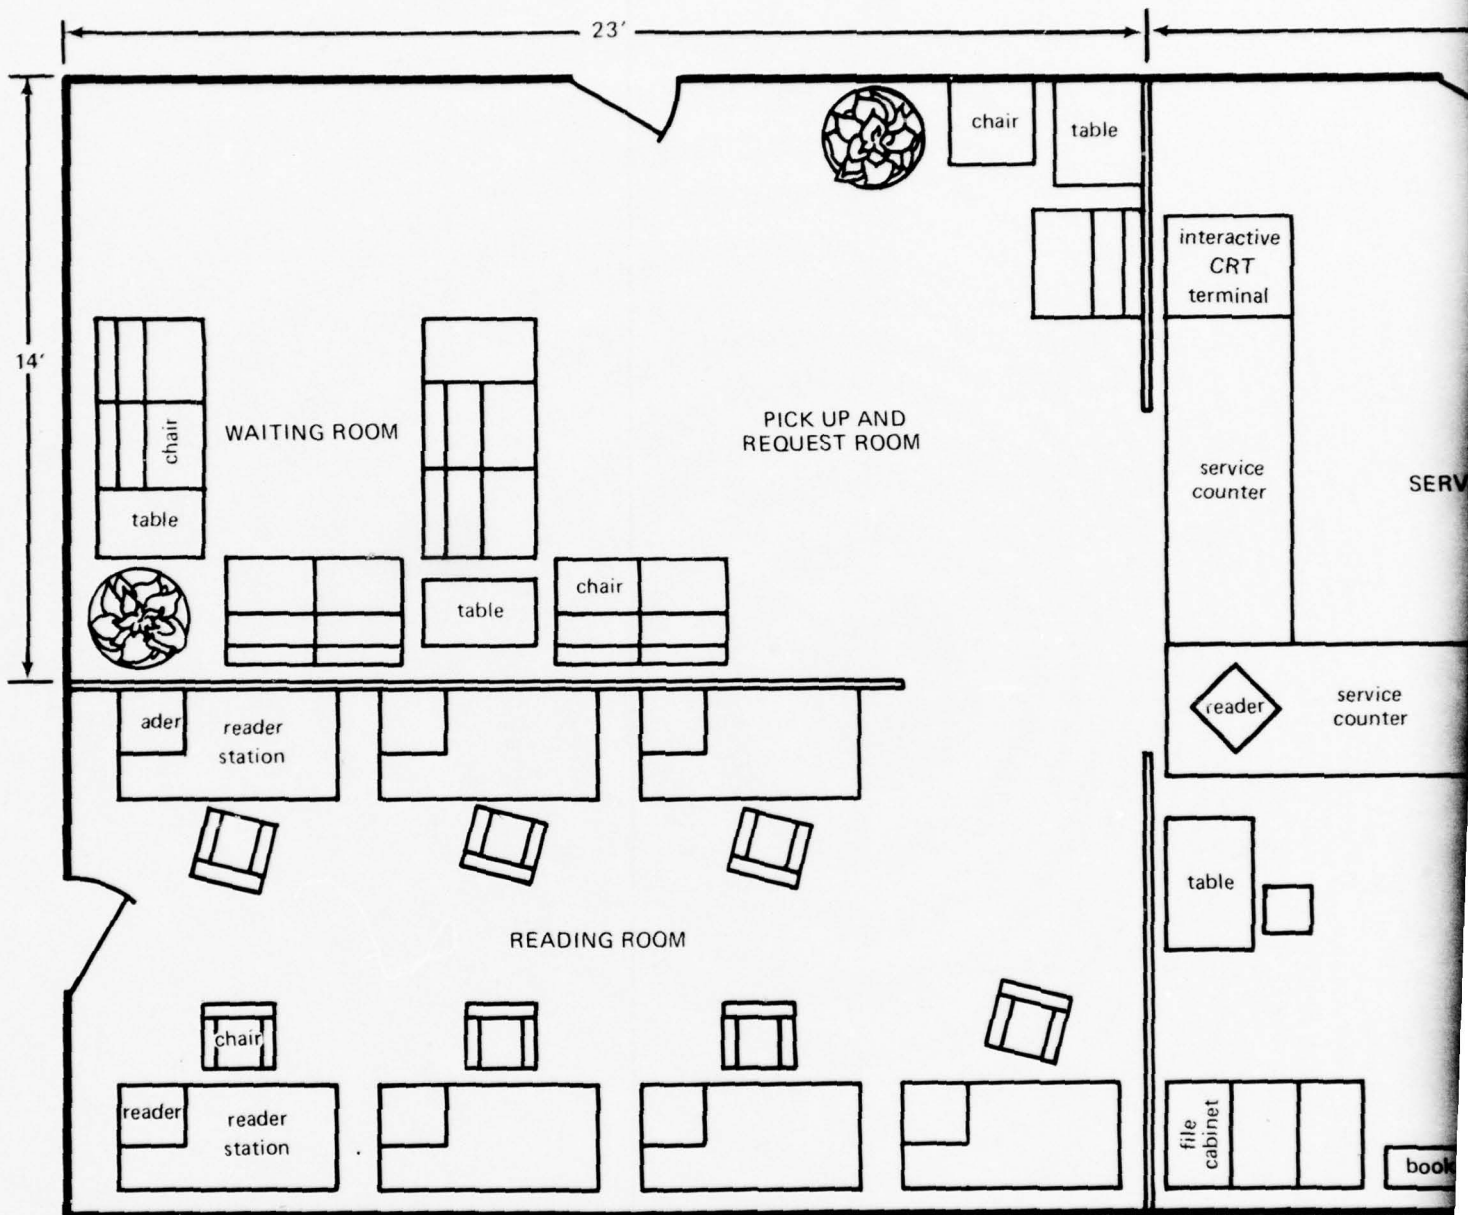 23'
chair
table
interactive
CRT
terminal
14'
chair
WAITING ROOM
PICK UP AND
REQUEST ROOM
service
counter
SERV
table
chair
table
reader
service
counter
ader
reader
station
table
READING ROOM
chair
reader
reader
station
file
cabinet
book